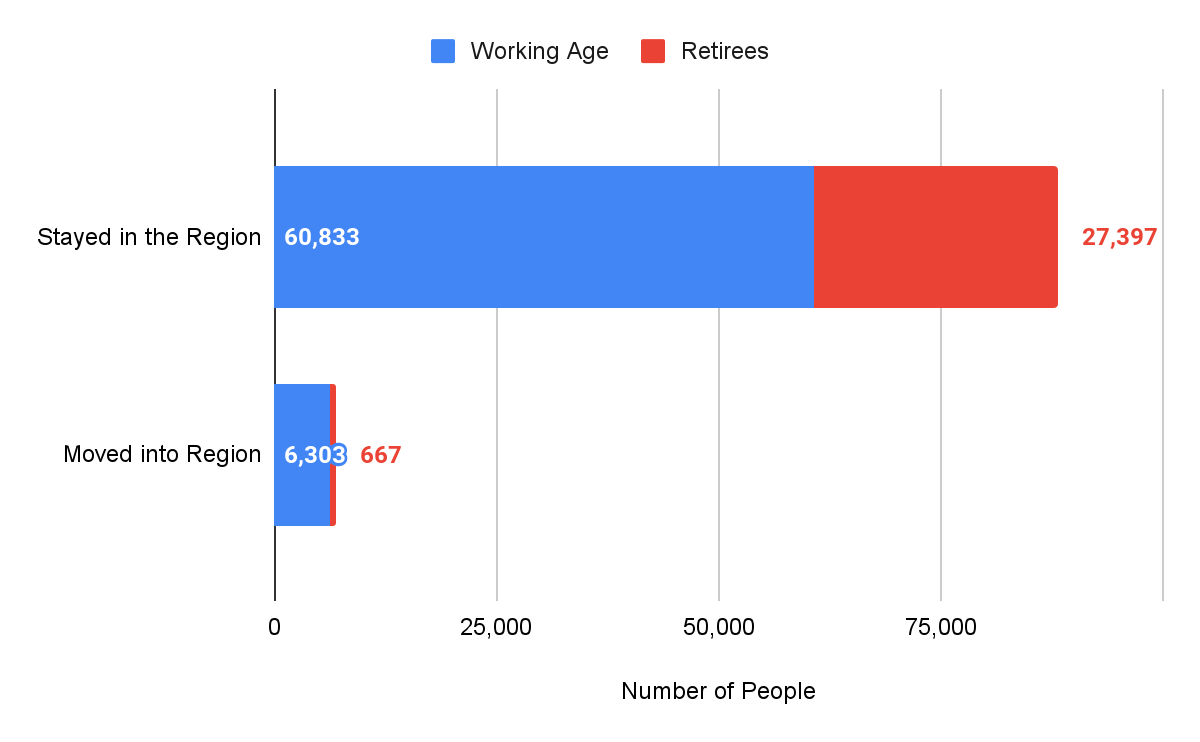 Working Age Retirees
Stayed in the Region 60,833 27,397
Moved into Region 6,303 667
0 25,000 50,000 75,000
Number of People